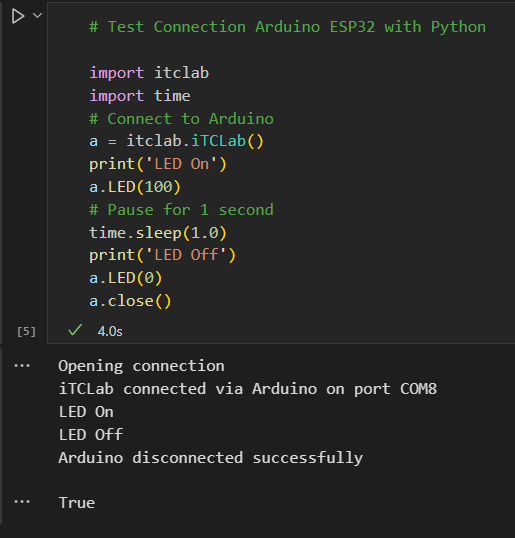 # Test Connection Arduino ESP32 with Python
import itclab
import time
# Connect to Arduino
a = itclab.iTCLab()
print('LED On')
a.LED(100)
# Pause for 1 second
time.sleep(1.0)
print('LED Off')
a.LED(0)
a.close()
[5] ✓ 4.0s
... Opening connection
iTCLab connected via Arduino on port COM8
LED On
LED Off
Arduino disconnected successfully
... True